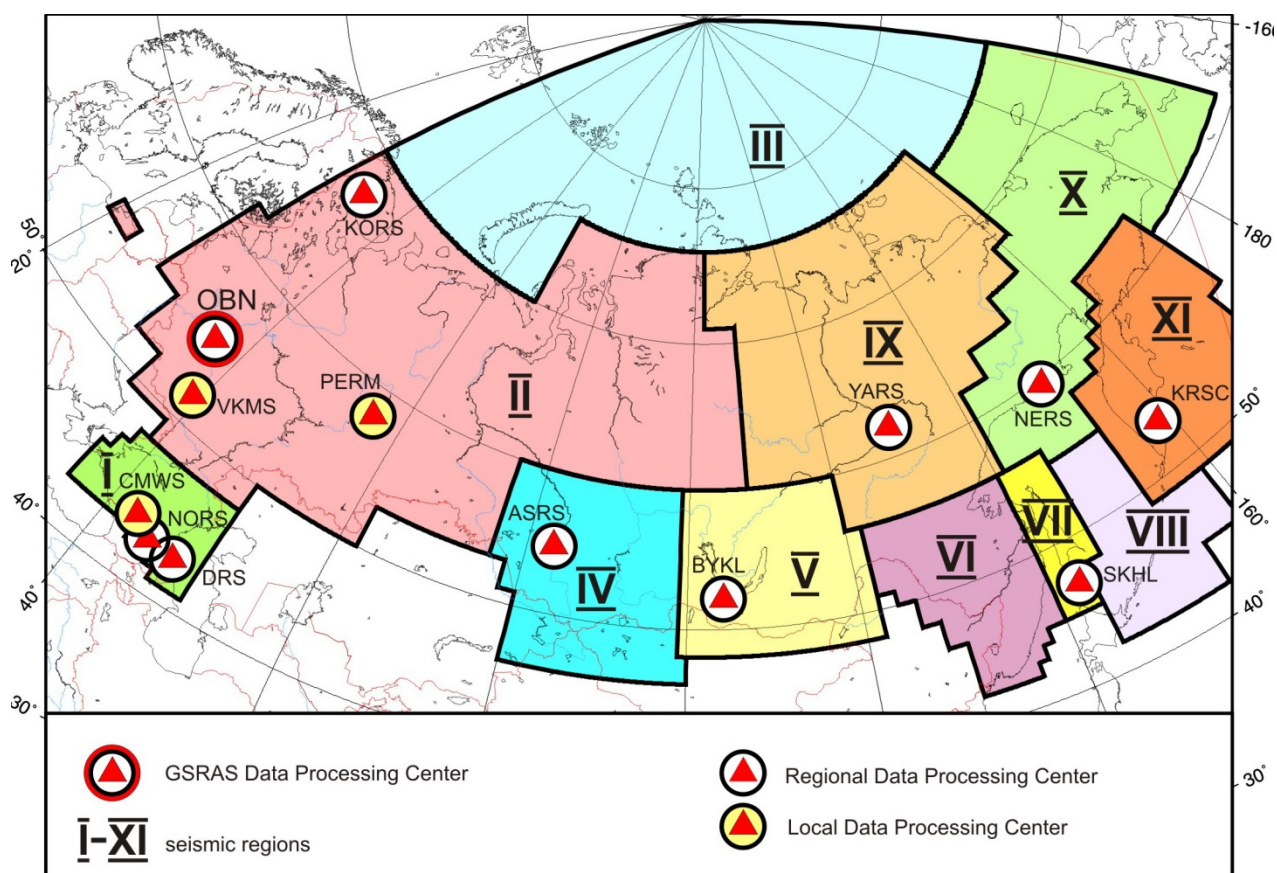 -160
III
X
KORS
50°
20°
180
OBN
XI
IX
PERM
II
YARS
KRSC
VKMS
NERS
50°
I
CMWS
40°
NORS
ASRS
VII
VIII
160°
BYKL
V
VI
DRS
IV
SKHL
40°
40°
30°
GSRAS Data Processing Center
Regional Data Processing Center
30°
I-XI seismic regions
Local Data Processing Center